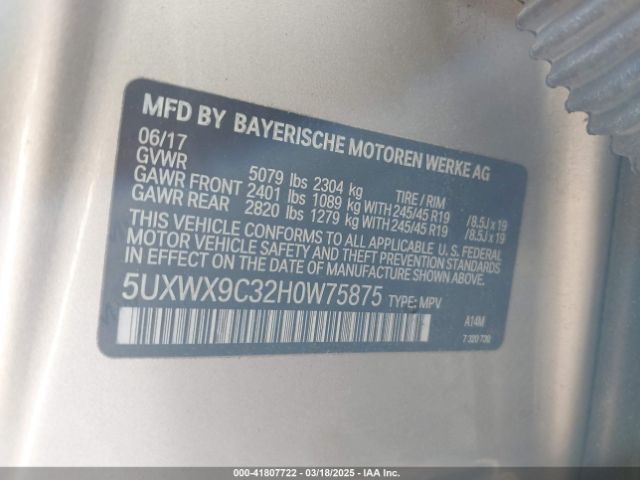 MFD BY BAYERISCHE MOTOREN WERKE AG
06/17
GVWR 5079 lbs 2304 kg TIRE / RIM
GAWR FRONT 2401 lbs 1089 kg WITH 245/45 R19 /8.5J x 19
GAWR REAR 2820 lbs 1279 kg WITH 245/45 R19 /8.5J x 19
THIS VEHICLE CONFORMS TO ALL APPLICABLE U. S. FEDERAL
MOTOR VEHICLE SAFETY AND THEFT PREVENTION STANDARDS
IN EFFECT ON THE DATE OF MANUFACTURE SHOWN ABOVE.
5UXWX9C32H0W75875 TYPE: MPV
A14M
7 320 720
000-41807722 - 03/18/2025 - IAA Inc.